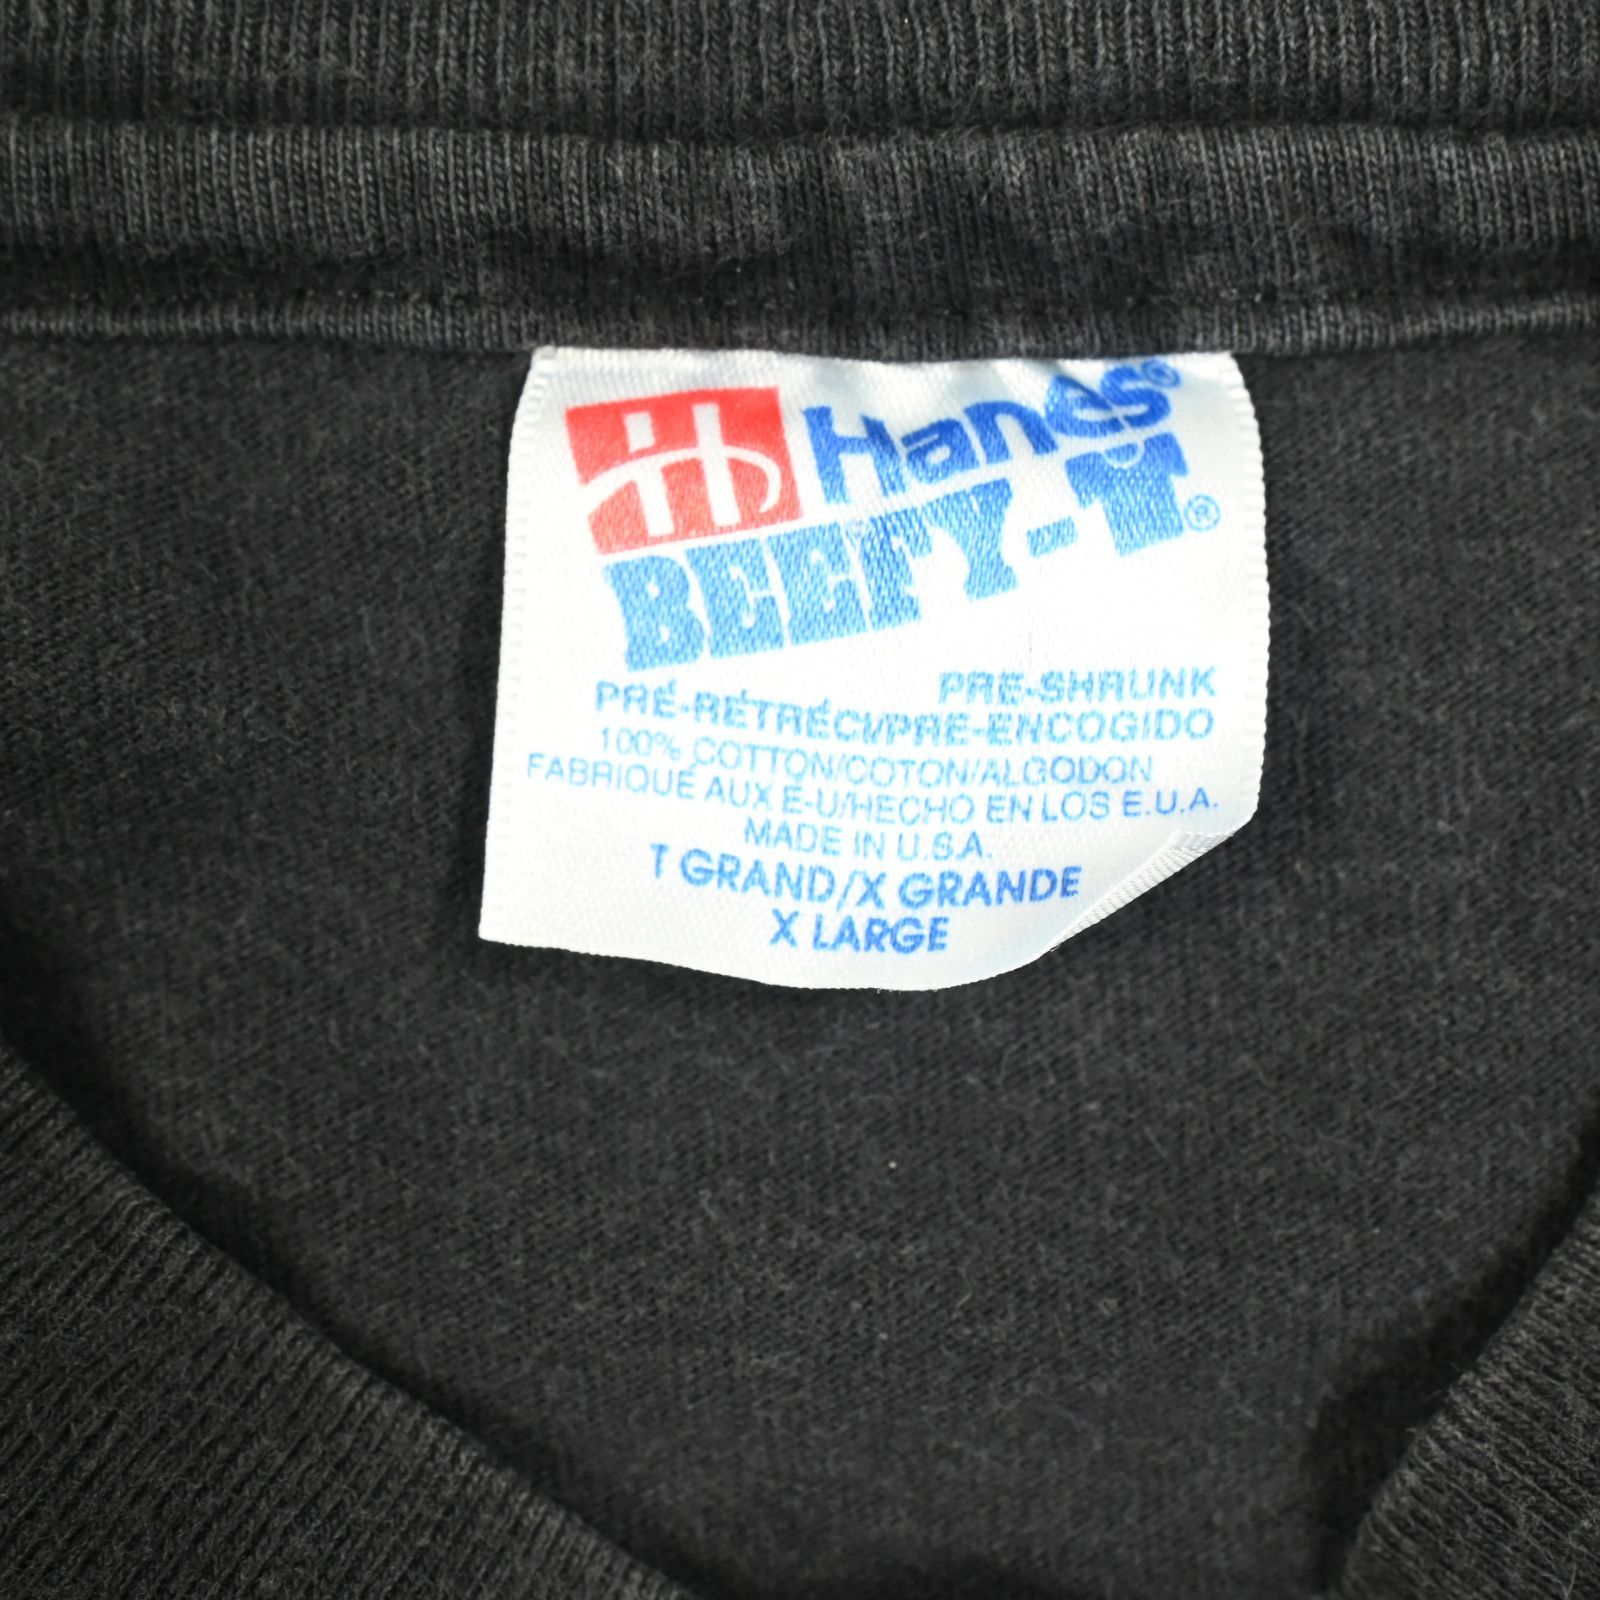 Hanes®
BEEFY-T®
PRE-SHRUNK
PRÉ-RÉTRÉCI/PRE-ENCOGIDO
100% COTTON/COTON/ALGODON
FABRIQUÉ AUX E-U/HECHO EN LOS E.U.A.
MADE IN U.S.A.
T GRAND/X GRANDE
X LARGE